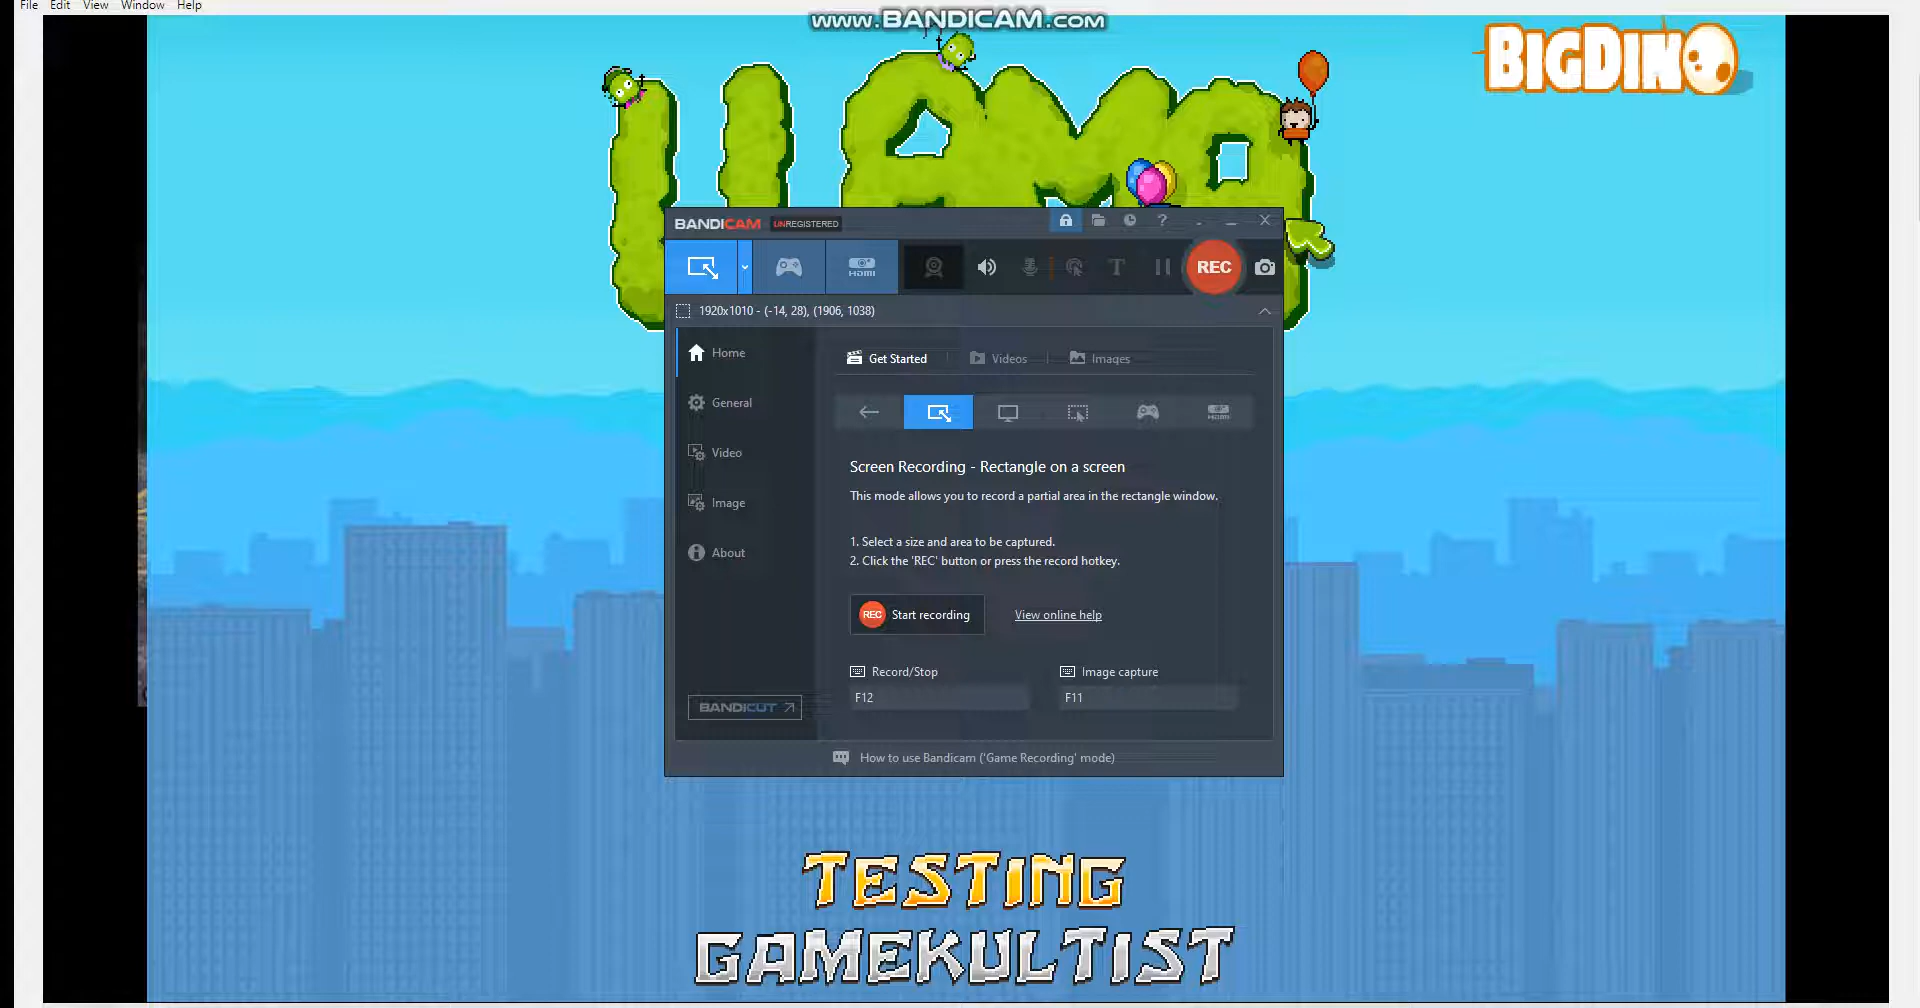 File Edit View Window Help
WWW.BANDICAM.COM
BIGDINO
BANDICAM UNREGISTERED
HDMI
T
REC
1920x1010 - (-14, 28), (1906, 1038)
Home
Get Started
Videos
Images
General
HDMI
Video
Screen Recording - Rectangle on a screen
This mode allows you to record a partial area in the rectangle window.
Image
1. Select a size and area to be captured.
2. Click the 'REC' button or press the record hotkey.
About
REC Start recording
View online help
Record/Stop
Image capture
F12
F11
BANDICUT
How to use Bandicam ('Game Recording' mode)
TESTING
GAMEKULTIST